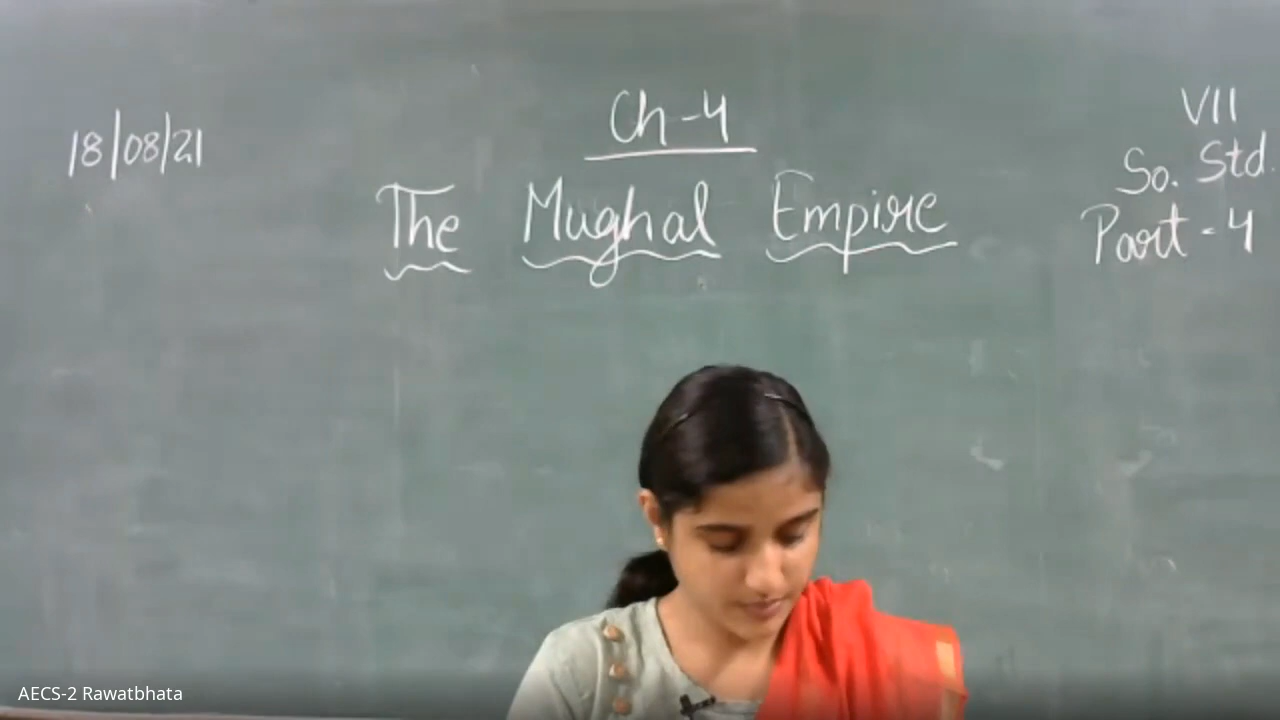 18/08/21
Ch-4
The Mughal Empire
VII
So. Std.
Part-4
AECS-2 Rawatbhata